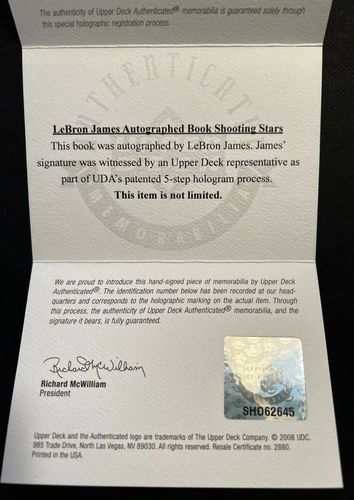 The authenticity of Upper Deck Authenticated® memorabilia is guaranteed solely through
this special holographic registration process.
AUTHENTICATED
MEMORABILIA
LeBron James Autographed Book Shooting Stars
This book was autographed by LeBron James. James’
signature was witnessed by an Upper Deck representative as
part of UDA's patented 5-step hologram process.
This item is not limited.
We are proud to introduce this hand-signed piece of memorabilia by Upper Deck
Authenticated®. The identification number below has been recorded at our head-
quarters and corresponds to the holographic marking on the actual item. Through
this process, the authenticity of Upper Deck Authenticated® memorabilia, and the
signature it bears, is fully guaranteed.
Richard McWilliam
Richard McWilliam
President
UPPER
SHO62645
Upper Deck and the Authenticated logo are trademarks of The Upper Deck Company. © 2008 UDC.
985 Trade Drive, North Las Vegas, NV 89030. All rights reserved. Resale Certificate no. 2880.
Printed in the USA.